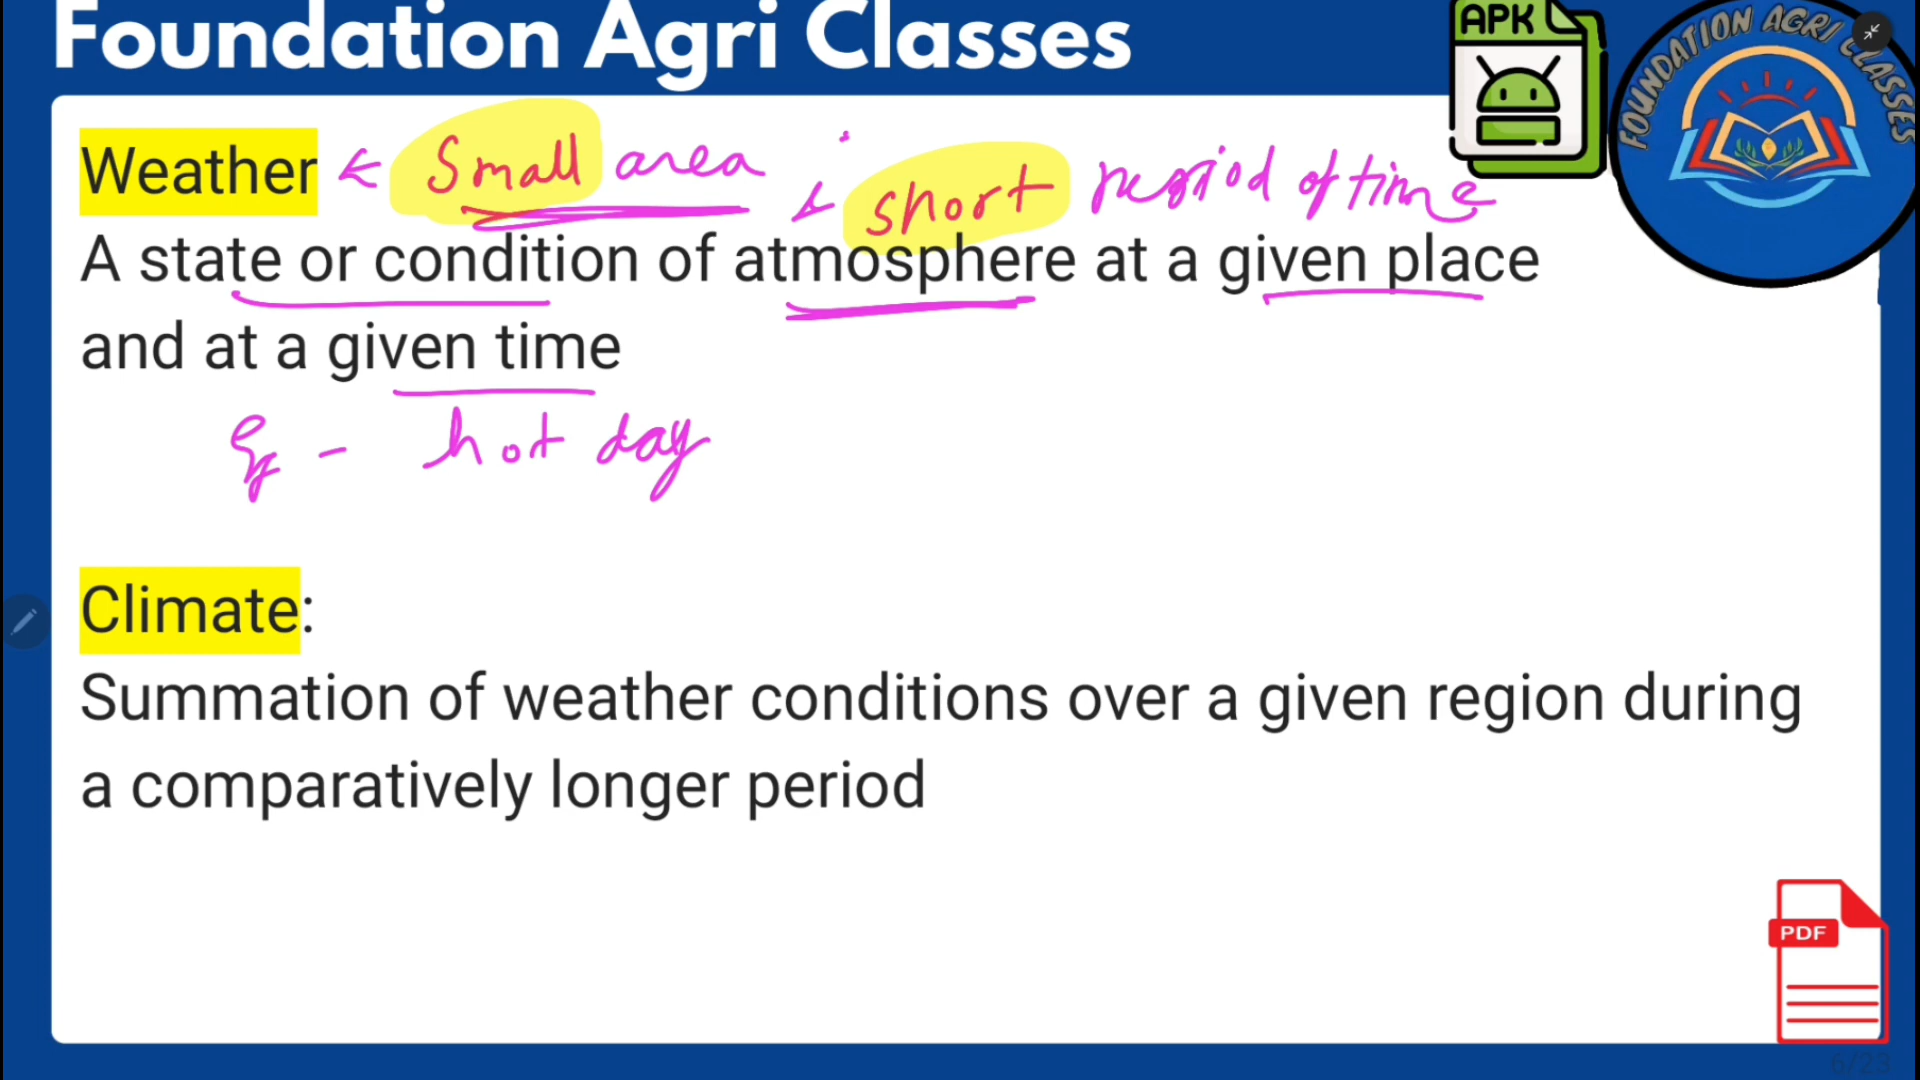 Foundation Agri Classes
APK
FOUNDATION AGRI CLASSES
Weather
Small area
short period of time
A state or condition of atmosphere at a given place
and at a given time
Eg - hot day
Climate:
Summation of weather conditions over a given region during
a comparatively longer period
PDF
6/23